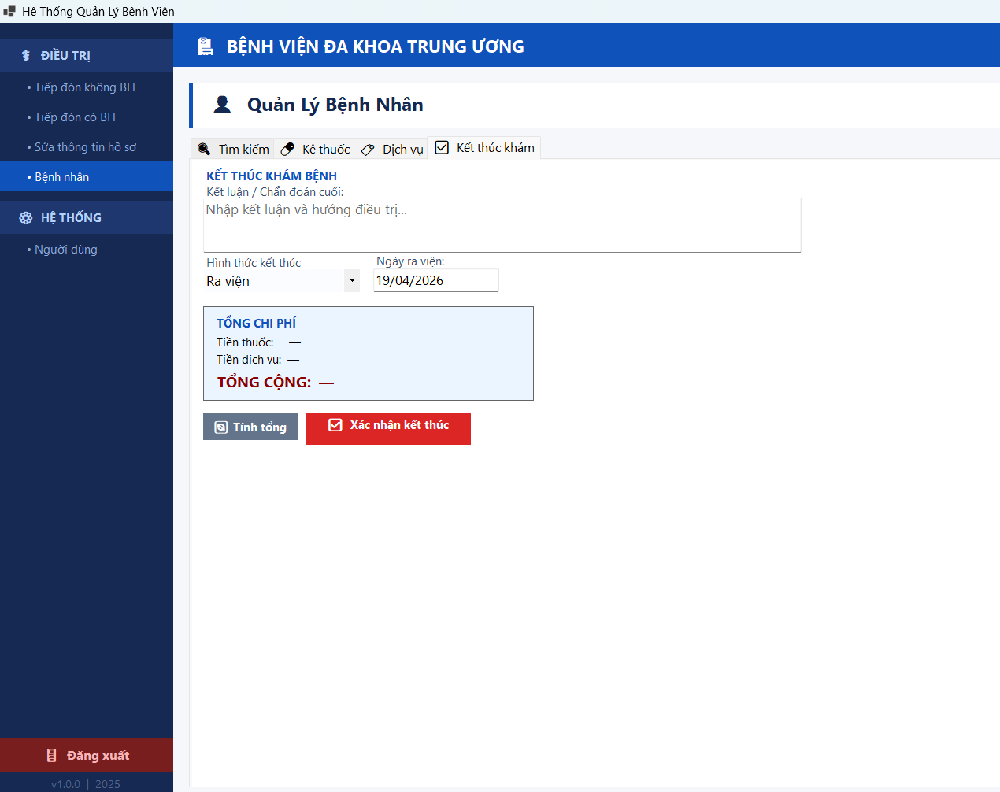 Hệ Thống Quản Lý Bệnh Viện
ĐIỀU TRỊ
• Tiếp đón không BH
• Tiếp đón có BH
• Sửa thông tin hồ sơ
• Bệnh nhân
HỆ THỐNG
• Người dùng
Đăng xuất
v1.0.0 | 2025
BỆNH VIỆN ĐA KHOA TRUNG ƯƠNG
Quản Lý Bệnh Nhân
Tìm kiếm Kê thuốc Dịch vụ Kết thúc khám
KẾT THÚC KHÁM BỆNH
Kết luận / Chẩn đoán cuối:
Nhập kết luận và hướng điều trị...
Hình thức kết thúc Ngày ra viện:
Ra viện 19/04/2026
TỔNG CHI PHÍ
Tiền thuốc: —
Tiền dịch vụ: —
TỔNG CỘNG: —
Tính tổng Xác nhận kết thúc